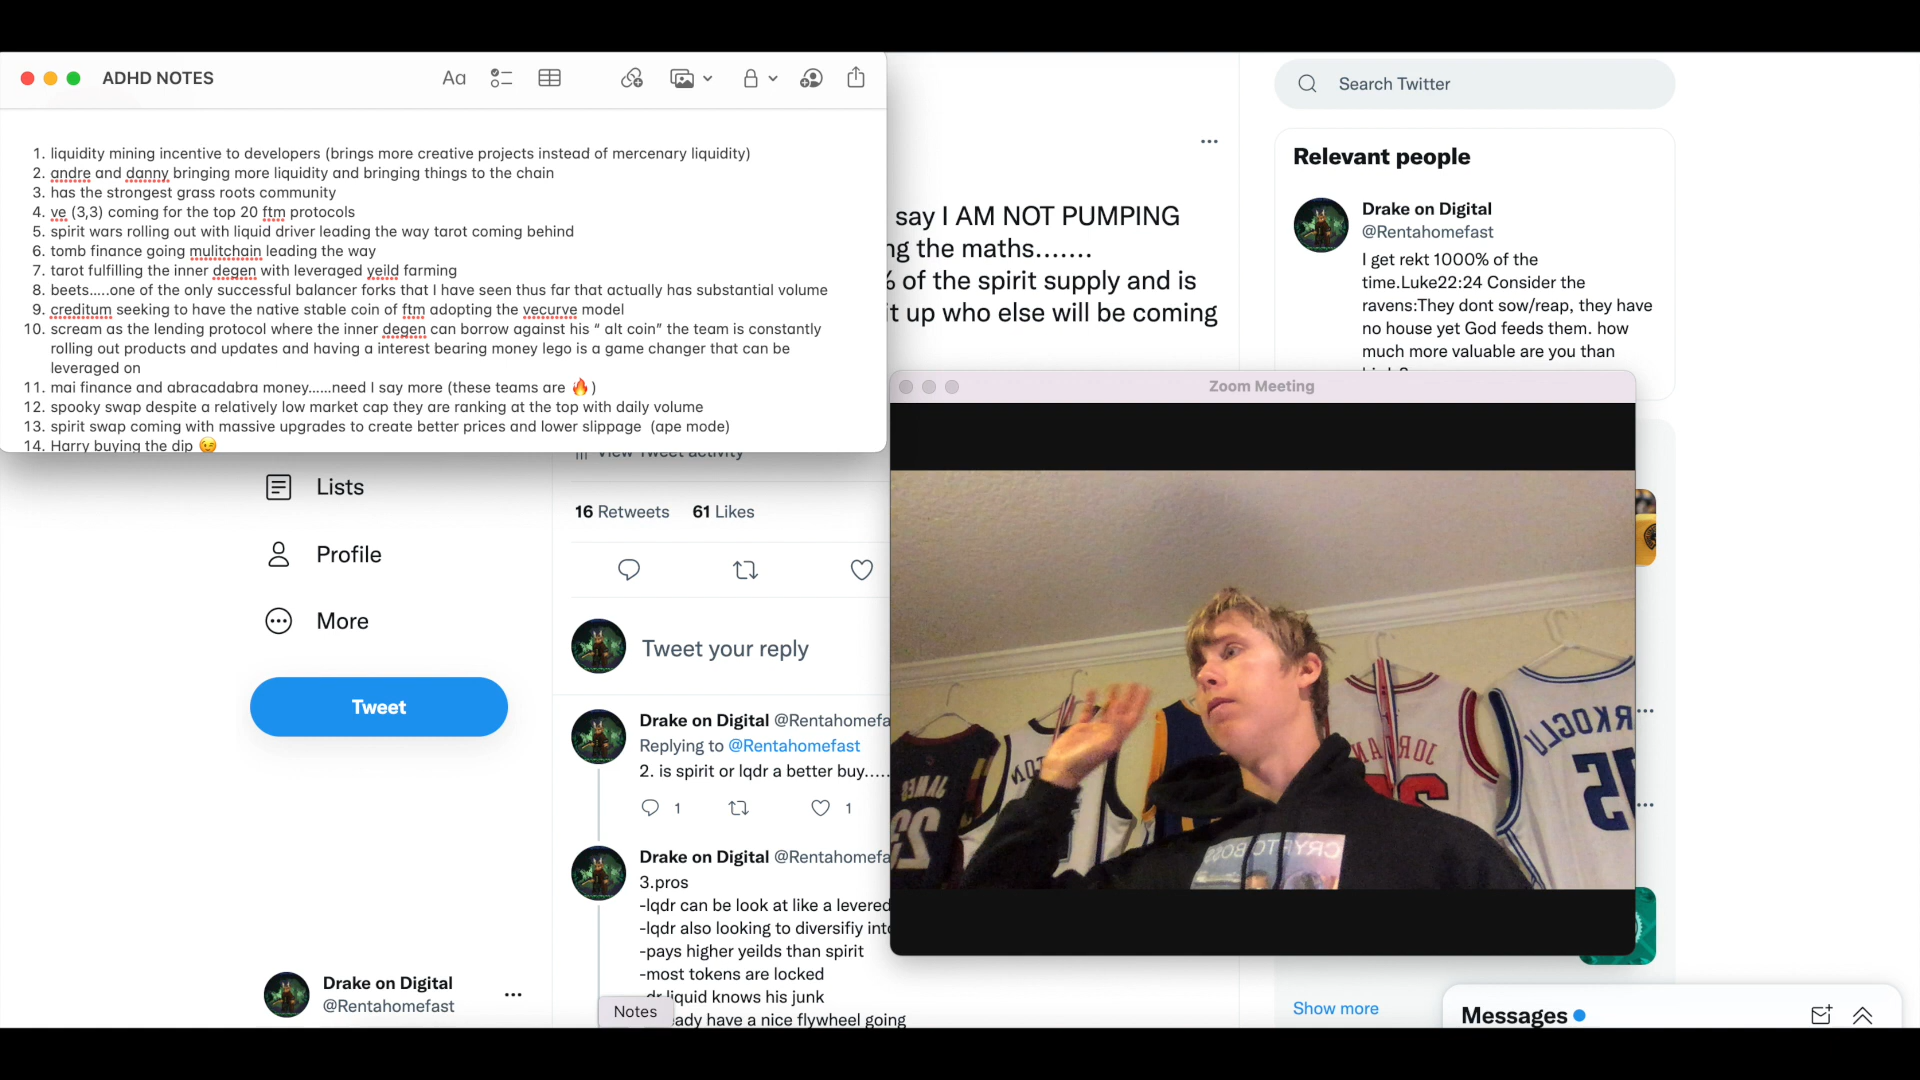 ADHD NOTES
Aa
1. liquidity mining incentive to developers (brings more creative projects instead of mercenary liquidity)
2. andre and danny bringing more liquidity and bringing things to the chain
3. has the strongest grass roots community
4. ve (3,3) coming for the top 20 ftm protocols
5. spirit wars rolling out with liquid driver leading the way tarot coming behind
6. tomb finance going mulitchain leading the way
7. tarot fulfilling the inner degen with leveraged yeild farming
8. beets.....one of the only successful balancer forks that I have seen thus far that actually has substantial volume
9. creditum seeking to have the native stable coin of ftm adopting the vecurve model
10. scream as the lending protocol where the inner degen can borrow against his “ alt coin” the team is constantly
rolling out products and updates and having a interest bearing money lego is a game changer that can be
leveraged on
11. mai finance and abracadabra money......need I say more (these teams are 🔥)
12. spooky swap despite a relatively low market cap they are ranking at the top with daily volume
13. spirit swap coming with massive upgrades to create better prices and lower slippage  (ape mode)
14. Harry buying the dip 😉
say I AM NOT PUMPING
the maths.......
of the spirit supply and is
up who else will be coming
Search Twitter
Relevant people
Drake on Digital
@Rentahomefast
I get rekt 1000% of the
time.Luke22:24 Consider the
ravens:They dont sow/reap, they have
no house yet God feeds them. how
much more valuable are you than
Zoom Meeting
View Tweet activity
Lists
Profile
More
Tweet
16 Retweets 61 Likes
Tweet your reply
Drake on Digital @Rentahomefa
Replying to @Rentahomefast
2. is spirit or lqdr a better buy.....
1 1
Drake on Digital @Rentahomefa
3.pros
-lqdr can be look at like a levered
-lqdr also looking to diversifiy into
-pays higher yeilds than spirit
-most tokens are locked
liquid knows his junk
have a nice flywheel going
JAMES
23
JORDAN
RKOGLU
15
CRYPTO BOSS
Drake on Digital
@Rentahomefast
Notes
Show more
Messages